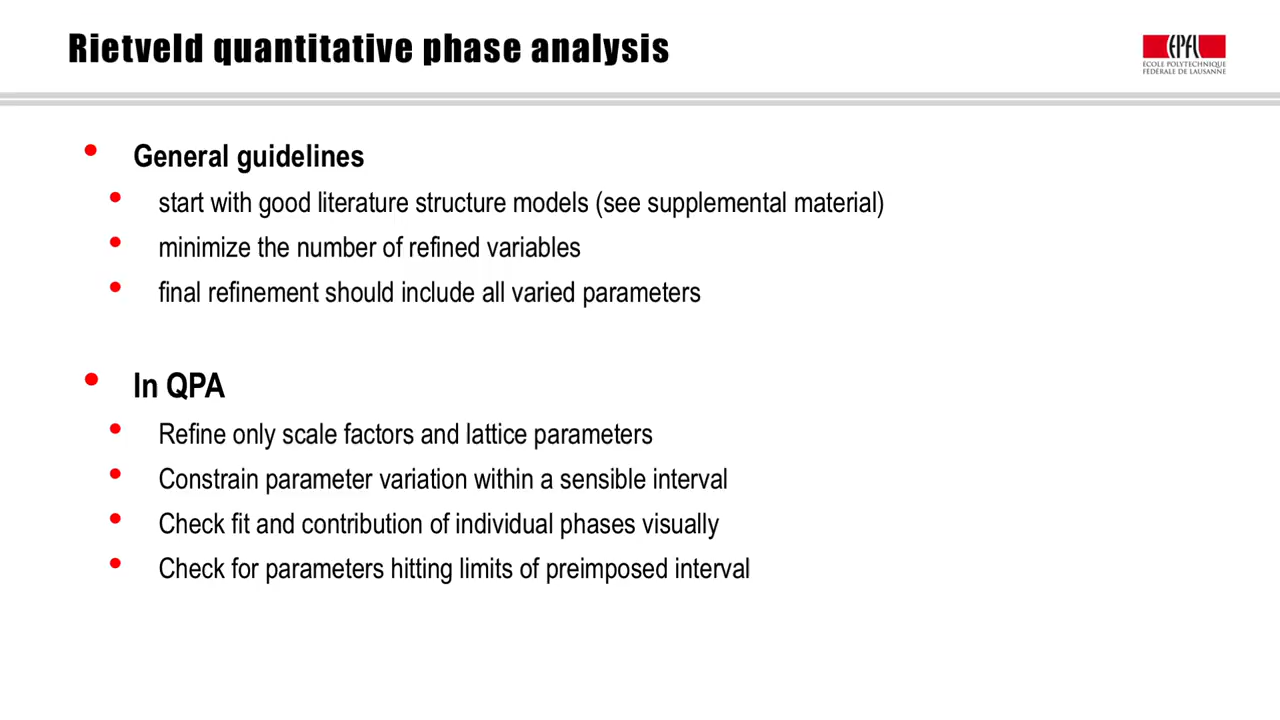 Rietveld quantitative phase analysis
EPFL
ÉCOLE POLYTECHNIQUE
FÉDÉRALE DE LAUSANNE
• General guidelines
• start with good literature structure models (see supplemental material)
• minimize the number of refined variables
• final refinement should include all varied parameters
• In QPA
• Refine only scale factors and lattice parameters
• Constrain parameter variation within a sensible interval
• Check fit and contribution of individual phases visually
• Check for parameters hitting limits of preimposed interval